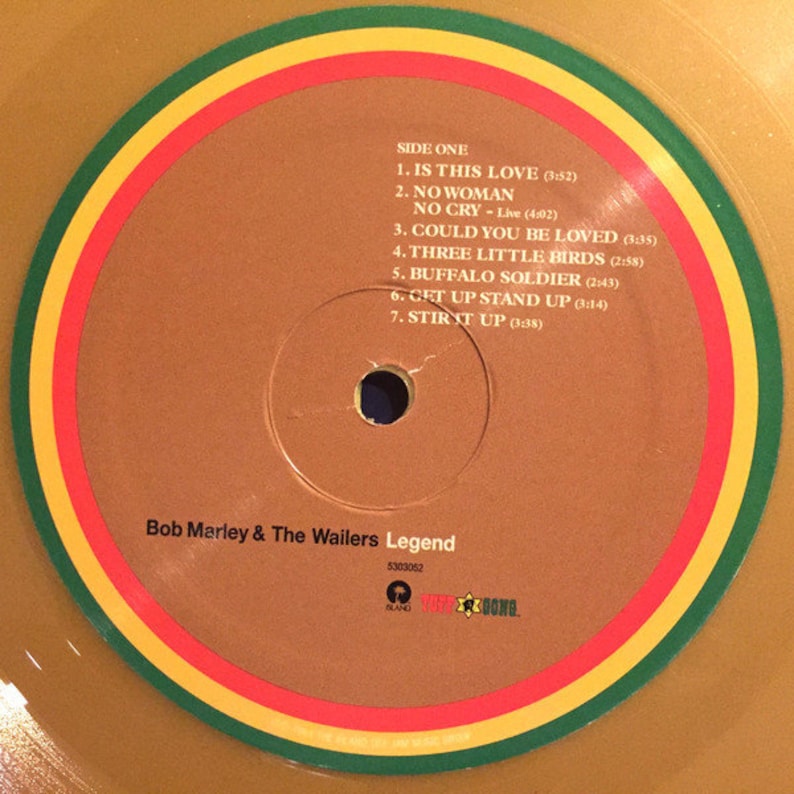 SIDE ONE
1. IS THIS LOVE (3:52)
2. NO WOMAN
NO CRY - Live (4:02)
3. COULD YOU BE LOVED (3:35)
4. THREE LITTLE BIRDS (2:58)
5. BUFFALO SOLDIER (2:43)
6. GET UP STAND UP (3:14)
7. STIR IT UP (3:38)
Bob Marley & The Wailers Legend
5303052
ISLAND TUFF GONG